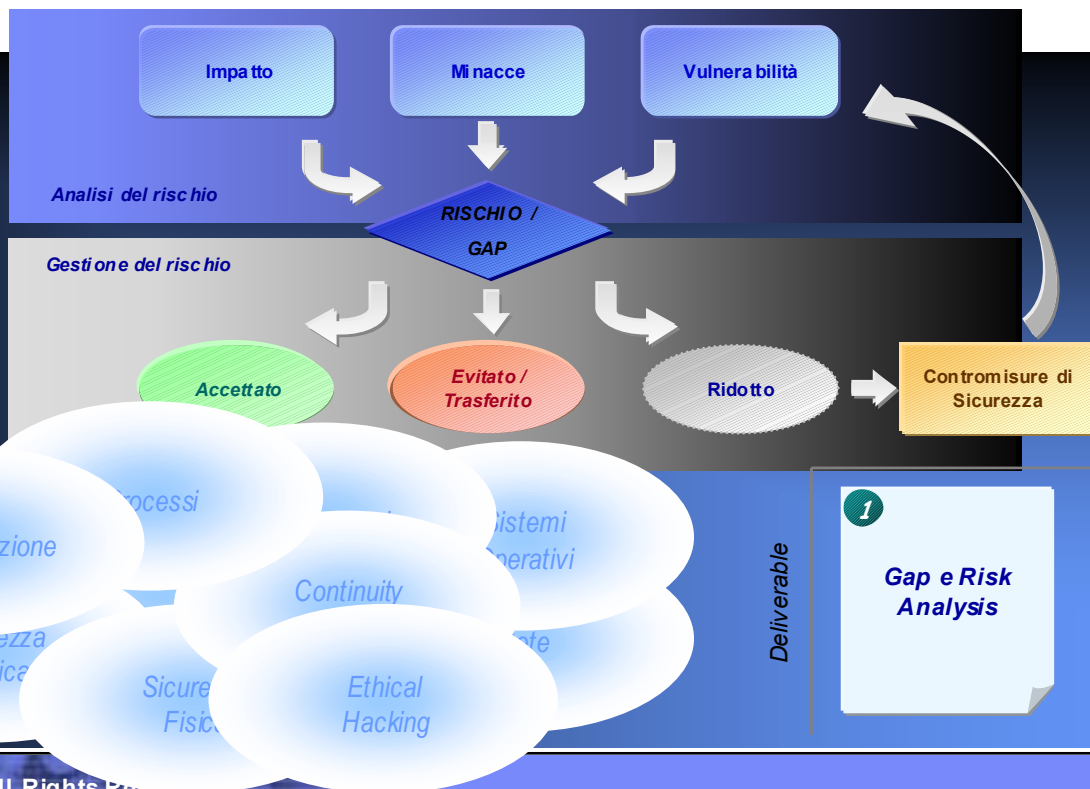 Impatto
Minacce
Vulnerabilità
Analisi del rischio
RISCHIO /
GAP
Gestione del rischio
Accettato
Evitato /
Trasferito
Ridotto
Contromisure di
Sicurezza
Sistemi
Continuity
Ethical
Hacking
Deliverable
1
Gap e Risk
Analysis
Rights